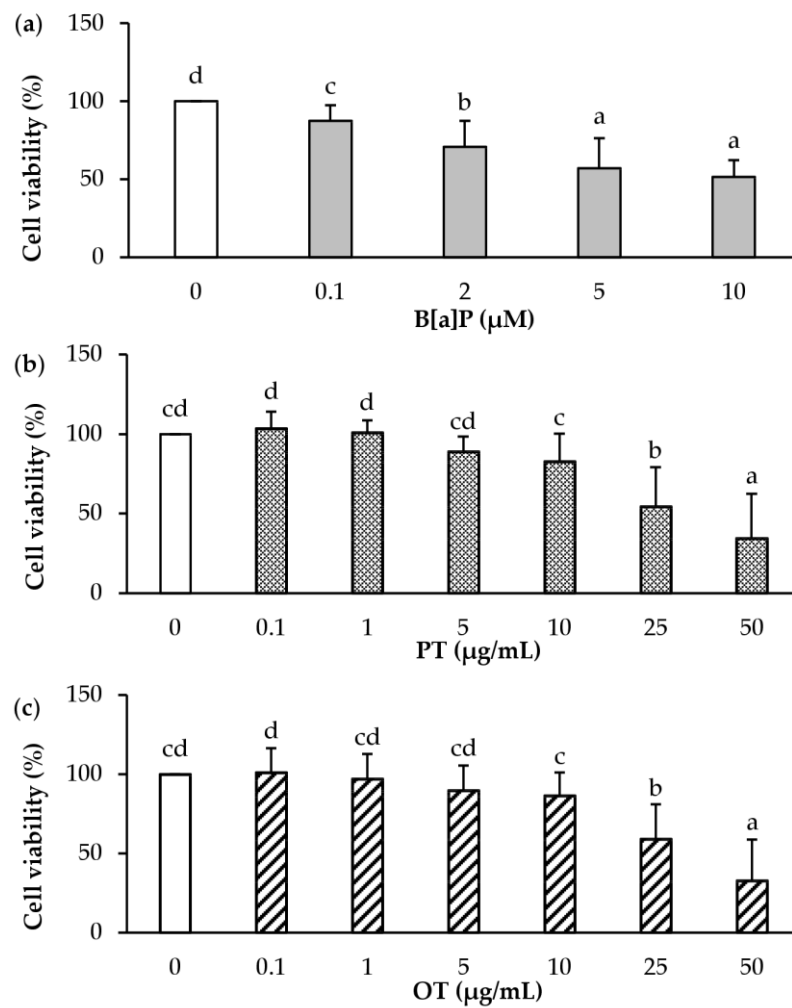 (a)
Cell viability (%)
150
100
50
0
d
c
b
a
a
0 0.1 2 5 10
B[a]P (µM)
(b)
Cell viability (%)
150
100
50
0
cd
d
d
cd
c
b
a
0 0.1 1 5 10 25 50
PT (µg/mL)
(c)
Cell viability (%)
150
100
50
0
cd
d
cd
cd
c
b
a
0 0.1 1 5 10 25 50
OT (µg/mL)